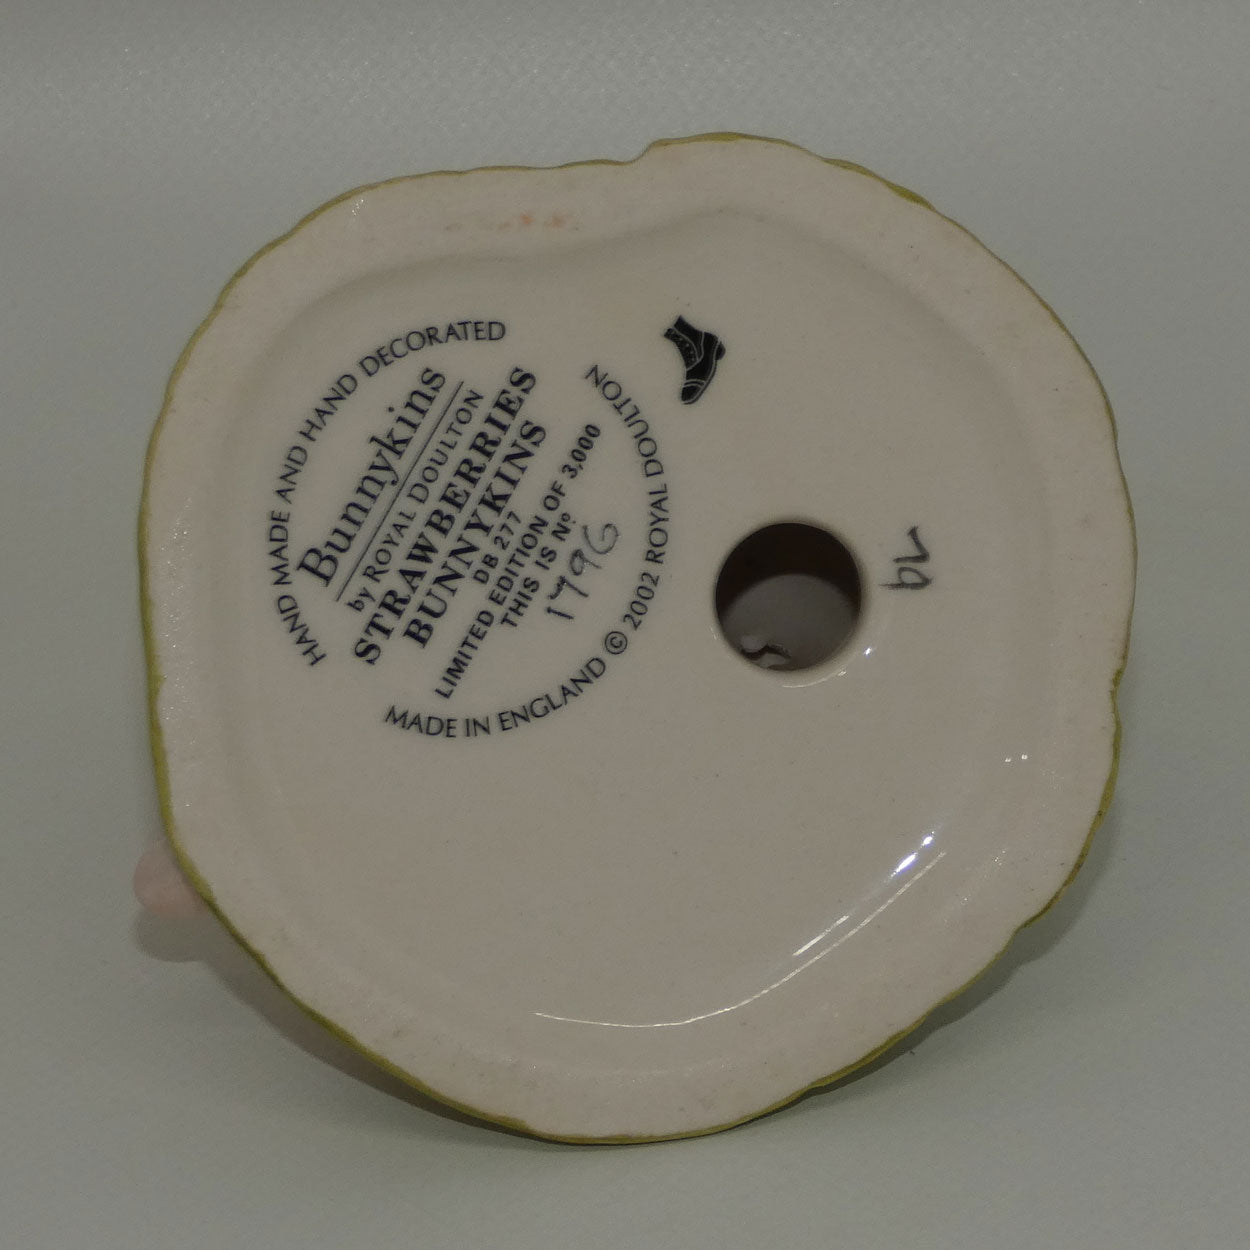 HAND MADE AND HAND DECORATED
Bunnykins
by ROYAL DOULTON
STRAWBERRIES
BUNNYKINS
DB 277
LIMITED EDITION OF 3,000
THIS IS Nº
1796
MADE IN ENGLAND © 2002 ROYAL DOULTON